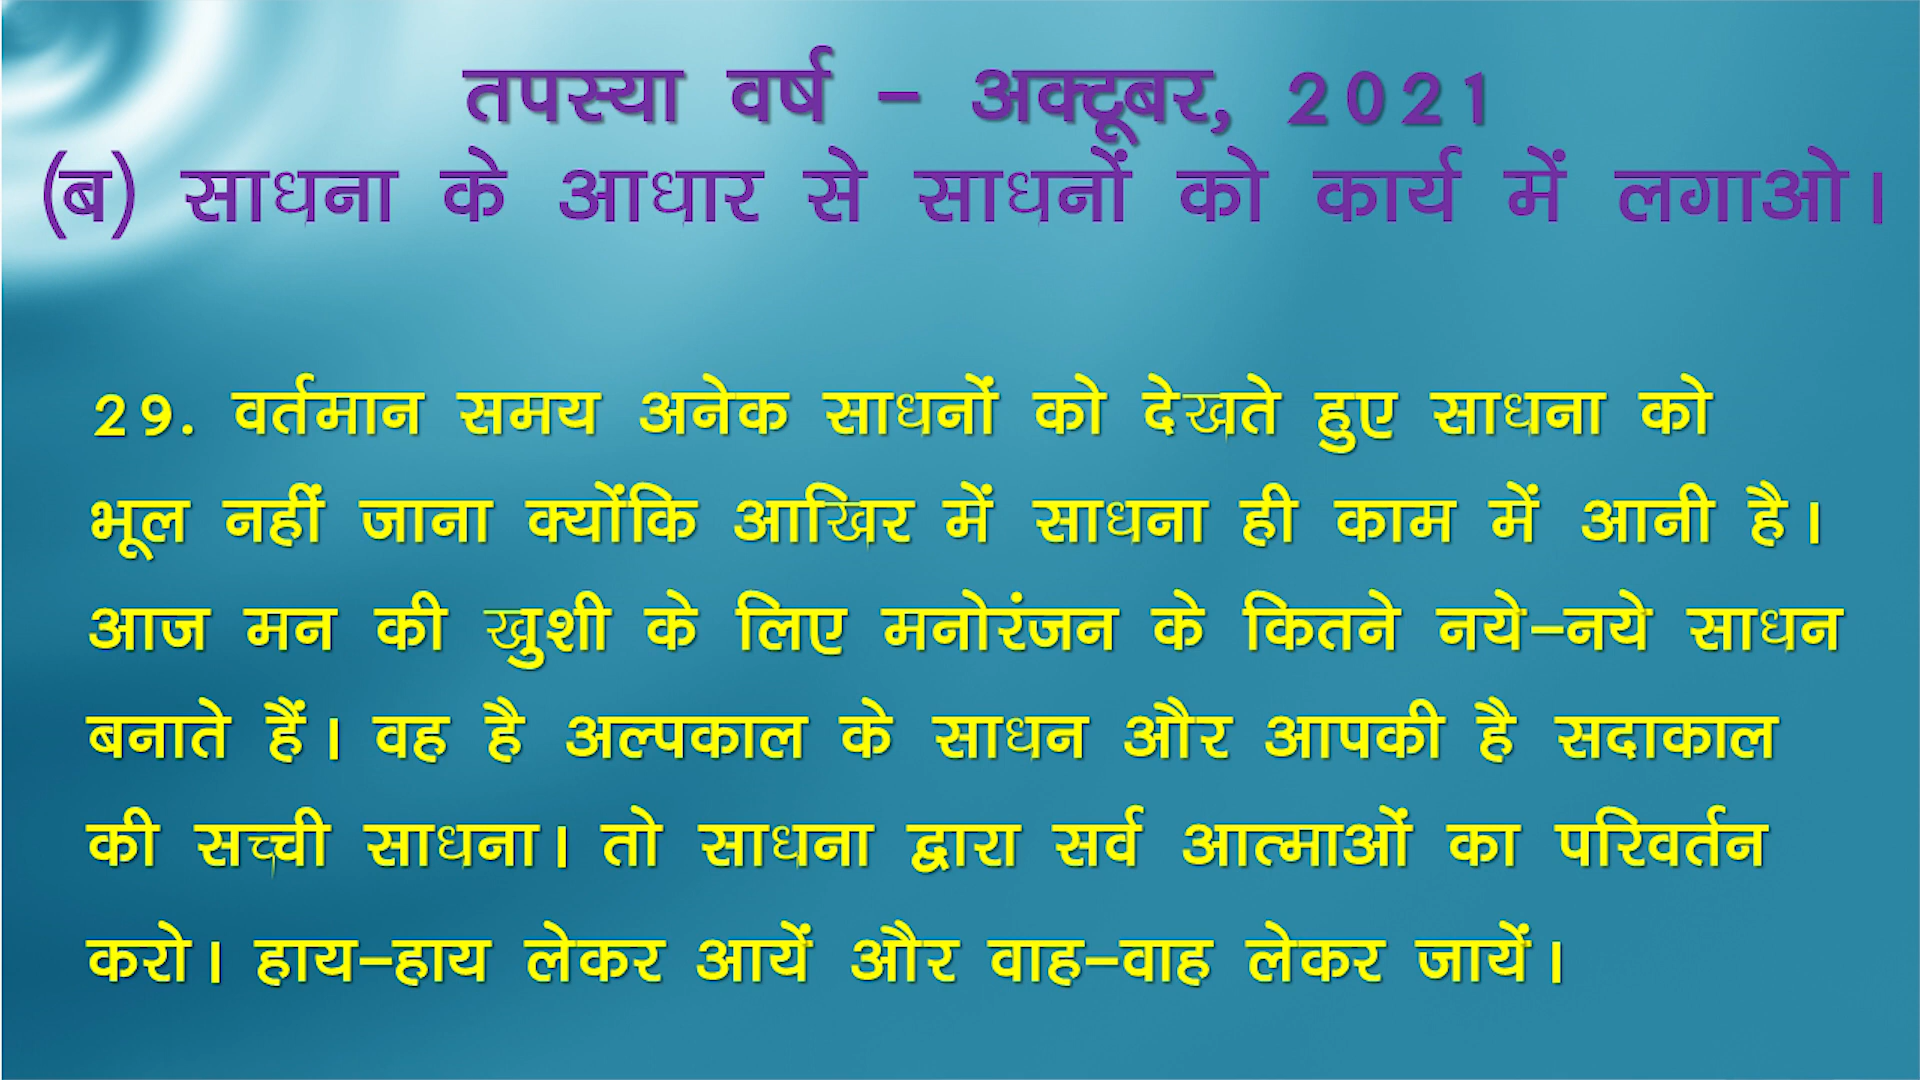 तपस्या वर्ष - अक्टूबर, 2021
(ब) साधना के आधार से साधनों को कार्य में लगाओ।
29. वर्तमान समय अनेक साधनों को देखते हुए साधना को
भूल नहीं जाना क्योंकि आखिर में साधना ही काम में आनी है।
आज मन की खुशी के लिए मनोरंजन के कितने नये-नये साधन
बनाते हैं। वह है अल्पकाल के साधन और आपकी है सदाकाल
की सच्ची साधना। तो साधना द्वारा सर्व आत्माओं का परिवर्तन
करो। हाय-हाय लेकर आयें और वाह-वाह लेकर जायें।